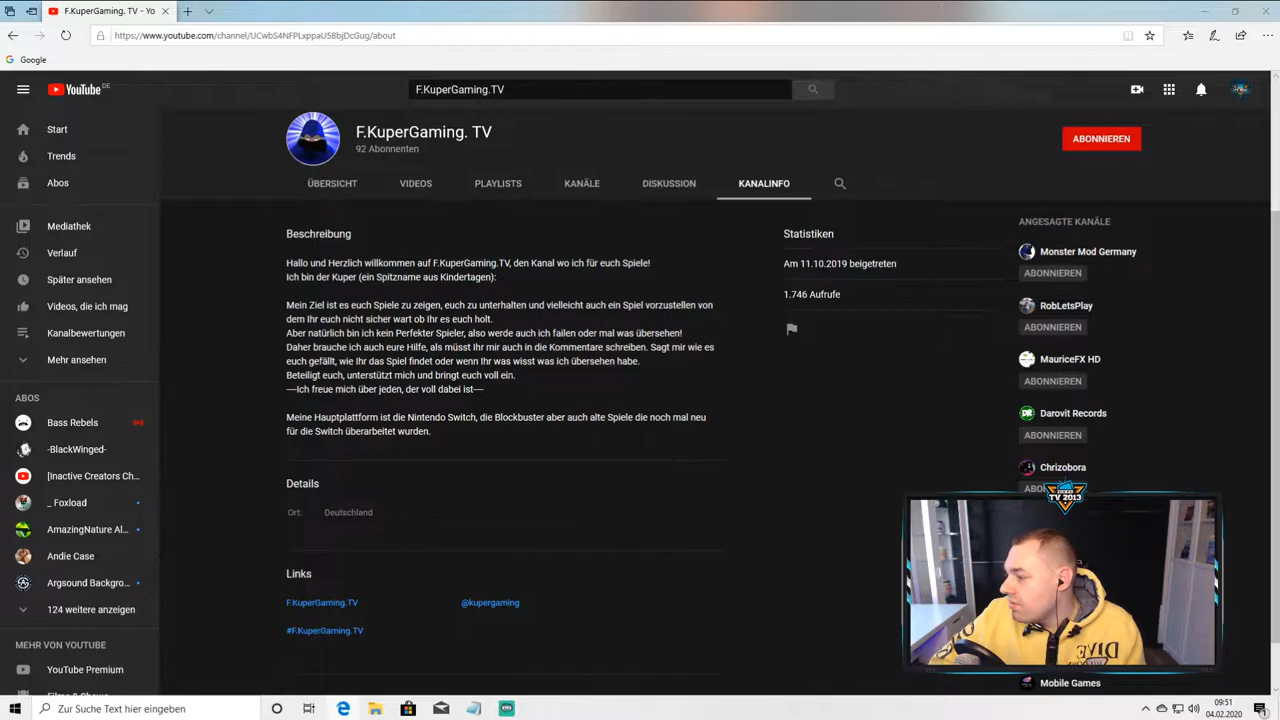 F.KuperGaming. TV - Yo
https://www.youtube.com/channel/UCwbS4NFPLxppaU5BbjDcGug/about
Google
YouTube DE
F.KuperGaming.TV
Start
Trends
Abos
Mediathek
Verlauf
Später ansehen
Videos, die ich mag
Kanalbewertungen
Mehr ansehen
ABOS
Bass Rebels
-BlackWinged-
[Inactive Creators Ch...
_ Foxload
AmazingNature Al...
Andie Case
Argsound Backgro...
124 weitere anzeigen
MEHR VON YOUTUBE
YouTube Premium
F.KuperGaming. TV
92 Abonnenten
ABONNIEREN
ÜBERSICHT
VIDEOS
PLAYLISTS
KANÄLE
DISKUSSION
KANALINFO
Beschreibung
Hallo und Herzlich willkommen auf F.KuperGaming.TV, den Kanal wo ich für euch Spiele!
Ich bin der Kuper (ein Spitzname aus Kindertagen):
Mein Ziel ist es euch Spiele zu zeigen, euch zu unterhalten und vielleicht auch ein Spiel vorzustellen von
dem Ihr euch nicht sicher wart ob Ihr es euch holt.
Aber natürlich bin ich kein Perfekter Spieler, also werde auch ich failen oder mal was übersehen!
Daher brauche ich auch eure Hilfe, als müsst Ihr mir auch in die Kommentare schreiben. Sagt mir wie es
euch gefällt, wie Ihr das Spiel findet oder wenn Ihr was wisst was ich übersehen habe.
Beteiligt euch, unterstützt mich und bringt euch voll ein.
—Ich freue mich über jeden, der voll dabei ist—
Meine Hauptplattform ist die Nintendo Switch, die Blockbuster aber auch alte Spiele die noch mal neu
für die Switch überarbeitet wurden.
Details
Ort: Deutschland
Links
F.KuperGaming.TV
@kupergaming
#F.KuperGaming.TV
Statistiken
Am 11.10.2019 beigetreten
1.746 Aufrufe
ANGESAGTE KANÄLE
Monster Mod Germany
ABONNIEREN
RobLetsPlay
ABONNIEREN
MauriceFX HD
ABONNIEREN
Darovit Records
ABONNIEREN
Chrizobora
ZOCKER
TV 2013
DIVE
Mobile Games
Zur Suche Text hier eingeben
09:51
04.02.2020